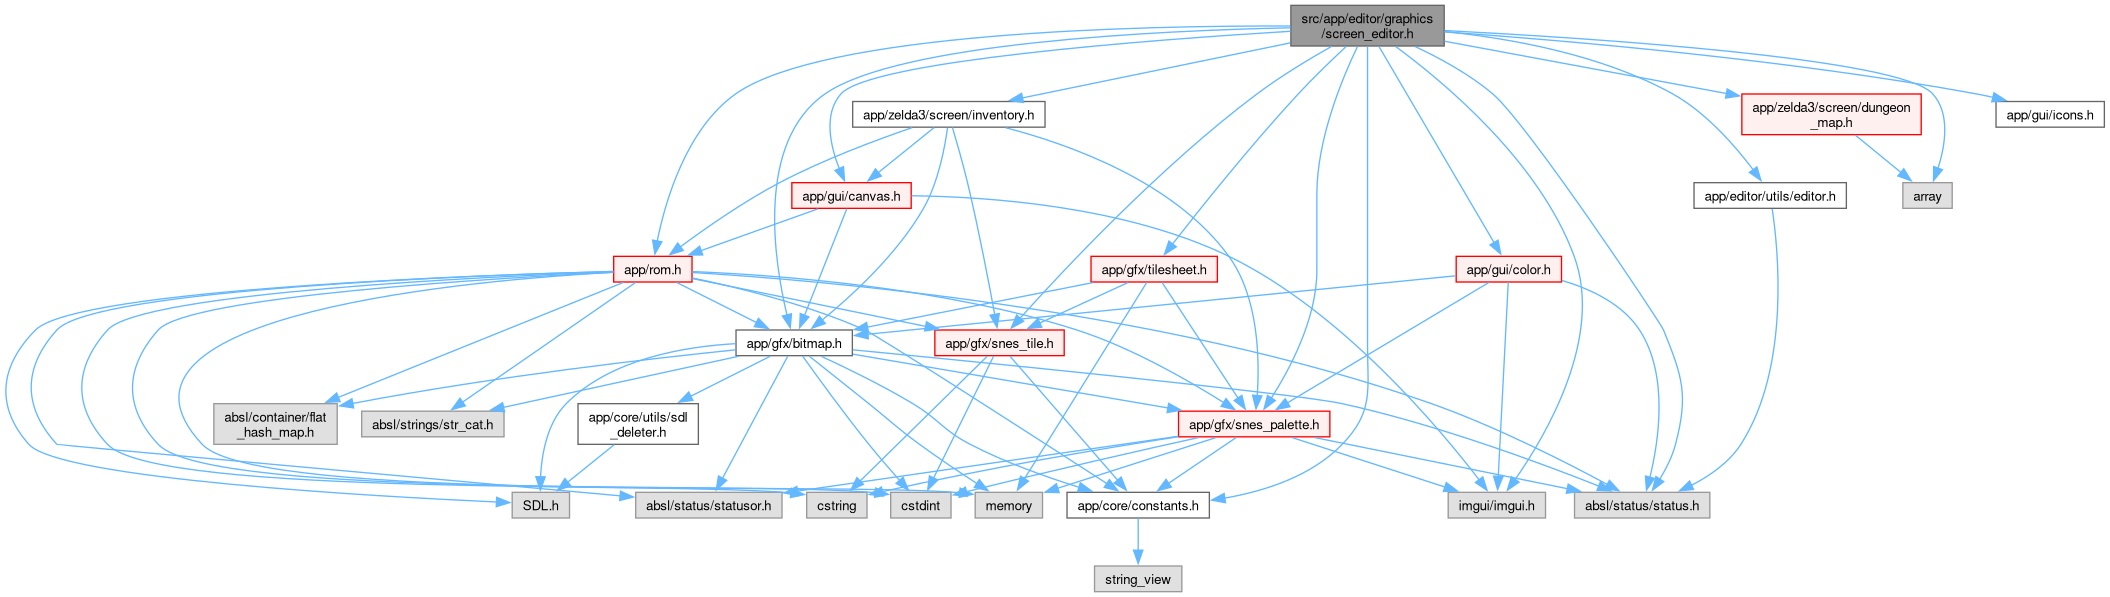 src/app/editor/graphics
/screen_editor.h
app/zelda3/screen/inventory.h
app/zelda3/screen/dungeon
_map.h
app/gui/icons.h
app/gui/canvas.h
app/editor/utils/editor.h
array
app/rom.h
app/gfx/tilesheet.h
app/gui/color.h
app/gfx/bitmap.h
app/gfx/snes_tile.h
absl/container/flat
_hash_map.h
absl/strings/str_cat.h
app/core/utils/sdl
_deleter.h
app/gfx/snes_palette.h
SDL.h
absl/status/statusor.h
cstring
cstdint
memory
app/core/constants.h
imgui/imgui.h
absl/status/status.h
string_view